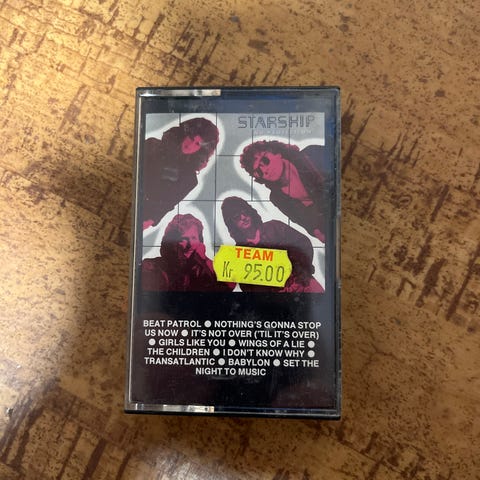 STARSHIP
TEAM
Kr. 95.00
BEAT PATROL ● NOTHING'S GONNA STOP
US NOW ● IT'S NOT OVER ('TIL IT'S OVER)
● GIRLS LIKE YOU ● WINGS OF A LIE ●
THE CHILDREN ● I DON'T KNOW WHY ●
TRANSATLANTIC ● BABYLON ● SET THE
NIGHT TO MUSIC